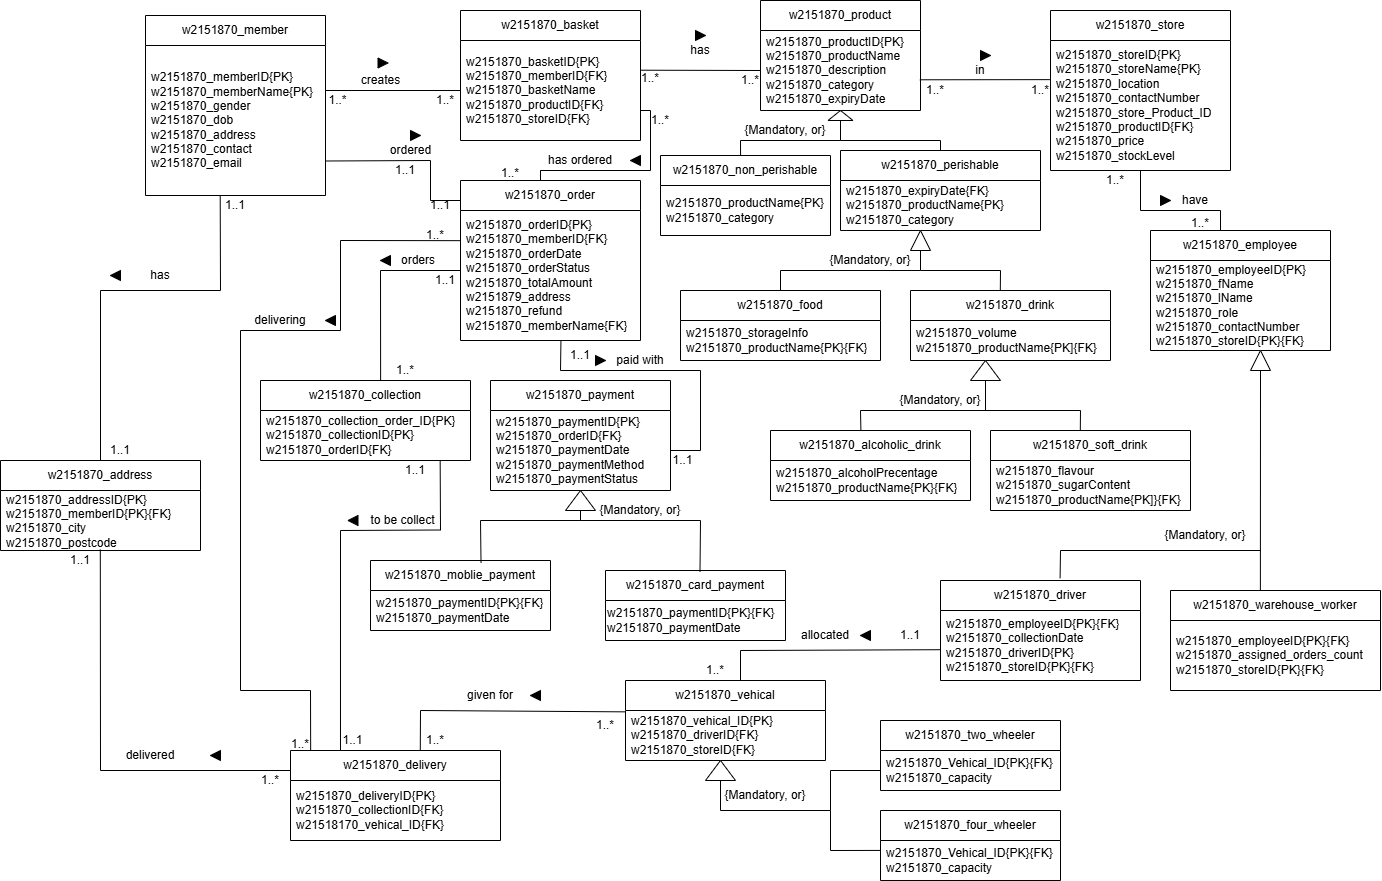 w2151870_member
w2151870_memberID{PK}
w2151870_memberName{PK}
w2151870_gender
w2151870_dob
w2151870_address
w2151870_contact
w2151870_email
creates
1..*
1..*
w2151870_basket
w2151870_basketID{PK}
w2151870_memberID{FK}
w2151870_basketName
w2151870_productID{FK}
w2151870_storeID{FK}
has
1..*
1..*
w2151870_product
w2151870_productID{PK}
w2151870_productName
w2151870_description
w2151870_category
w2151870_expiryDate
in
1..*
1..*
w2151870_store
w2151870_storeID{PK}
w2151870_storeName{PK}
w2151870_location
w2151870_contactNumber
w2151870_store_Product_ID
w2151870_productID{FK}
w2151870_price
w2151870_stockLevel
ordered
1..1
1..1
has ordered
1..*
1..*
{Mandatory, or}
w2151870_non_perishable
w2151870_productName{PK}
w2151870_category
w2151870_perishable
w2151870_expiryDate{FK}
w2151870_productName{PK}
w2151870_category
1..*
have
1..*
w2151870_order
w2151870_orderID{PK}
w2151870_memberID{FK}
w2151870_orderDate
w2151870_orderStatus
w2151870_totalAmount
w2151879_address
w2151870_refund
w2151870_memberName{FK}
w2151870_employee
w2151870_employeeID{PK}
w2151870_fName
w2151870_lName
w2151870_role
w2151870_contactNumber
w2151870_storeID{PK}{FK}
1..1
has
1..1
1..*
delivering
orders
1..1
1..*
{Mandatory, or}
w2151870_food
w2151870_storageInfo
w2151870_productName{PK}{FK}
w2151870_drink
w2151870_volume
w2151870_productName{PK]{FK}
1..1
paid with
1..1
w2151870_collection
w2151870_collection_order_ID{PK}
w2151870_collectionID{PK}
w2151870_orderID{FK}
w2151870_payment
w2151870_paymentID{PK}
w2151870_orderID{FK}
w2151870_paymentDate
w2151870_paymentMethod
w2151870_paymentStatus
{Mandatory, or}
w2151870_alcoholic_drink
w2151870_alcoholPrecentage
w2151870_productName{PK}{FK}
w2151870_soft_drink
w2151870_flavour
w2151870_sugarContent
w2151870_productName{PK]}{FK}
w2151870_address
w2151870_addressID{PK}
w2151870_memberID{PK}{FK}
w2151870_city
w2151870_postcode
1..1
to be collect
1..1
{Mandatory, or}
w2151870_moblie_payment
w2151870_paymentID{PK}{FK}
w2151870_paymentDate
w2151870_card_payment
w2151870_paymentID{PK}{FK}
w2151870_paymentDate
{Mandatory, or}
w2151870_driver
w2151870_employeeID{PK}{FK}
w2151870_collectionDate
w2151870_driverID{PK}
w2151870_storeID{PK}{FK}
w2151870_warehouse_worker
w2151870_employeeID{PK}{FK}
w2151870_assigned_orders_count
w2151870_storeID{PK}{FK}
allocated
1..1
1..*
w2151870_vehical
w2151870_vehical_ID{PK}
w2151870_driverID{FK}
w2151870_storeID{FK}
given for
1..*
1..*
1..1
delivered
1..*
1..*
w2151870_delivery
w2151870_deliveryID{PK}
w2151870_collectionID{FK}
w21518170_vehical_ID{FK}
{Mandatory, or}
w2151870_two_wheeler
w2151870_Vehical_ID{PK}{FK}
w2151870_capacity
w2151870_four_wheeler
w2151870_Vehical_ID{PK}{FK}
w2151870_capacity